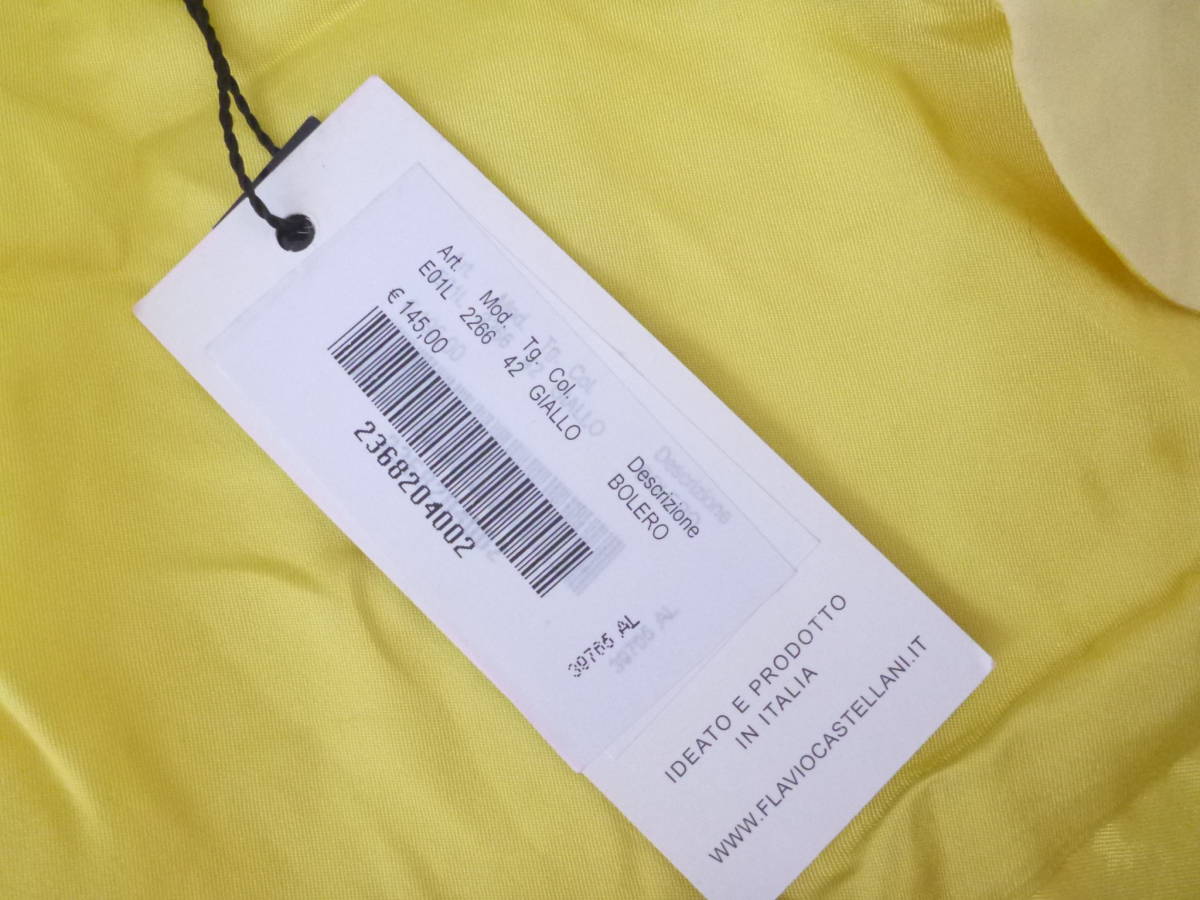 Art. Mod. Tg. Col. Descrizione
E01L 2266 42 GIALLO BOLERO
€ 145,00
2368204002
39765 AL
IDEATO E PRODOTTO
IN ITALIA
WWW.FLAVIOCASTELLANI.IT